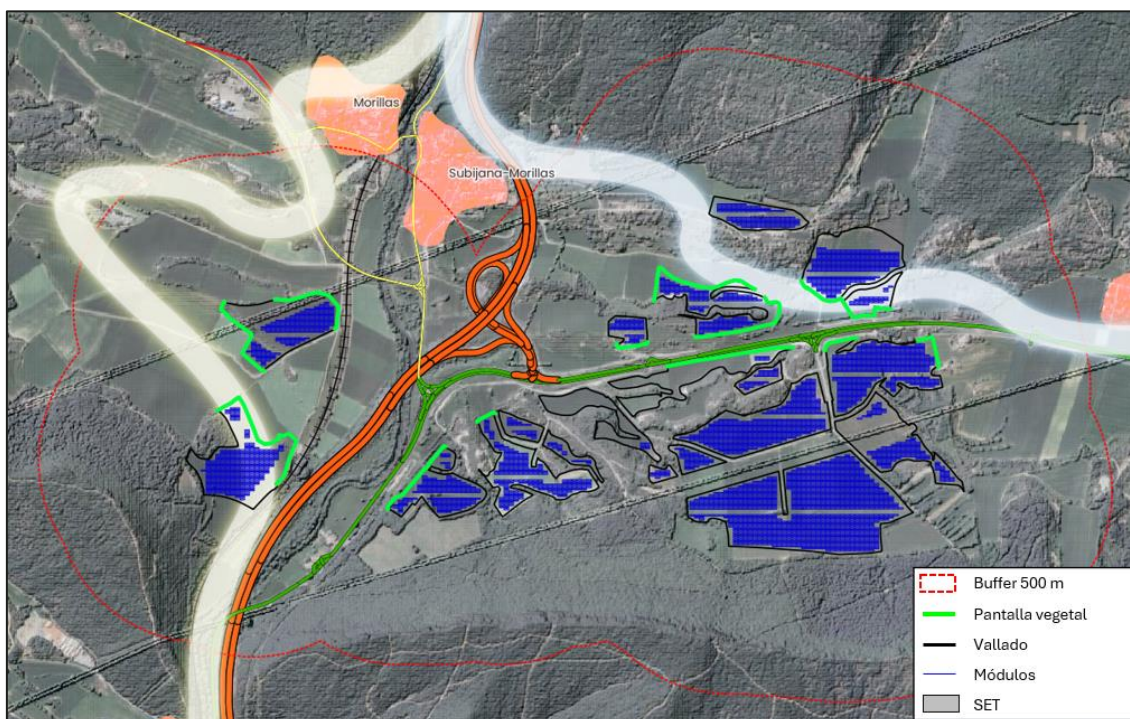 Morillas
Subijana-Morillas
Buffer 500 m
Pantalla vegetal
Vallado
Módulos
SET